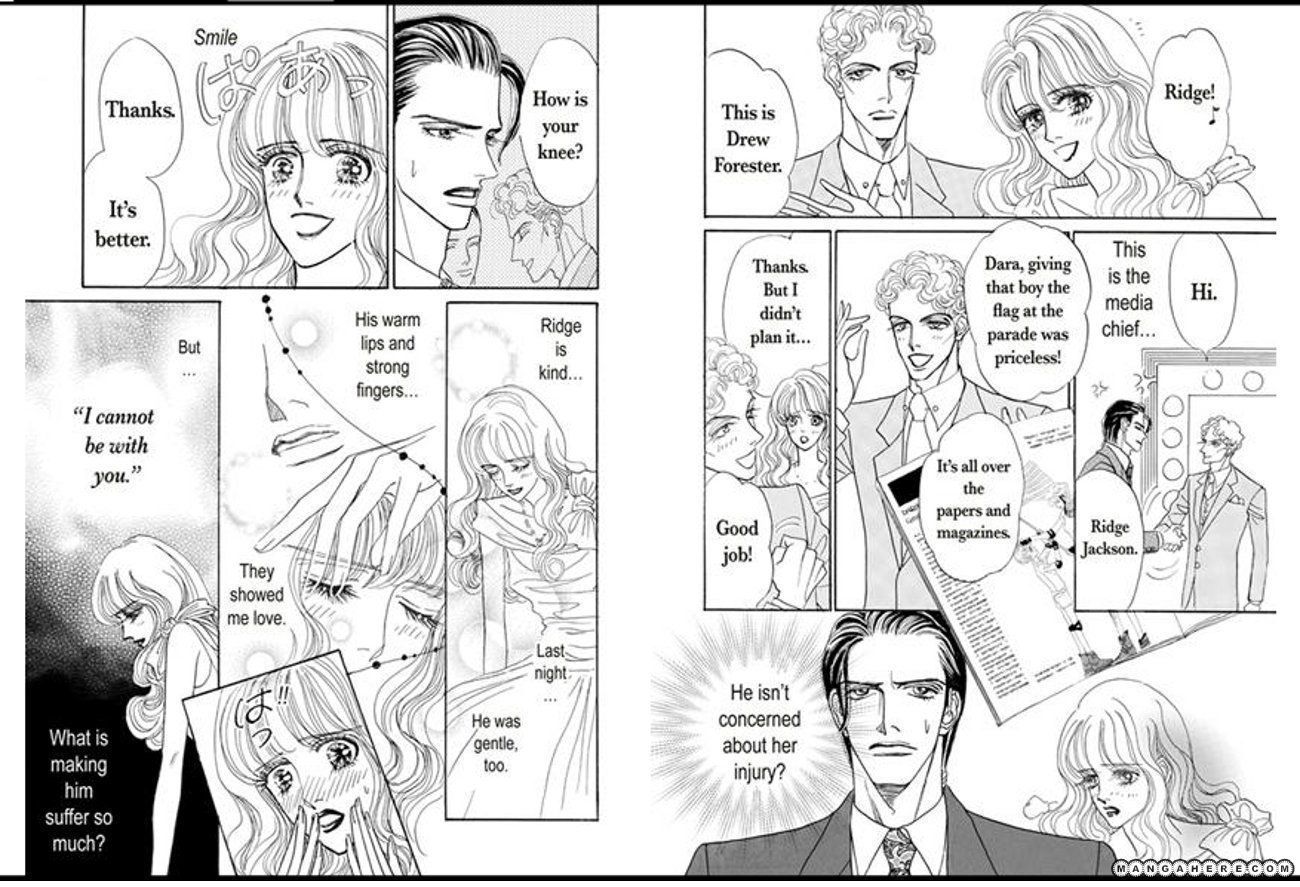 Ridge!
This is
Drew
Forester.
Hi.
This
is the
media
chief…
Ridge
Jackson.
Dara, giving
that boy the
flag at the
parade was
priceless!
It's all over
the
papers and
magazines.
Thanks.
But I
didn't
plan it…
Good
job!
He isn't
concerned
about her
injury?
How is
your
knee?
Smile
ぱあっ
Thanks.
It's
better.
Ridge
is
kind…
Last
night
…
He was
gentle,
too.
His warm
lips and
strong
fingers…
They
showed
me love.
はっ!!
But
…
“I cannot
be with
you.”
What is
making
him
suffer so
much?
MANGAHERE.COM